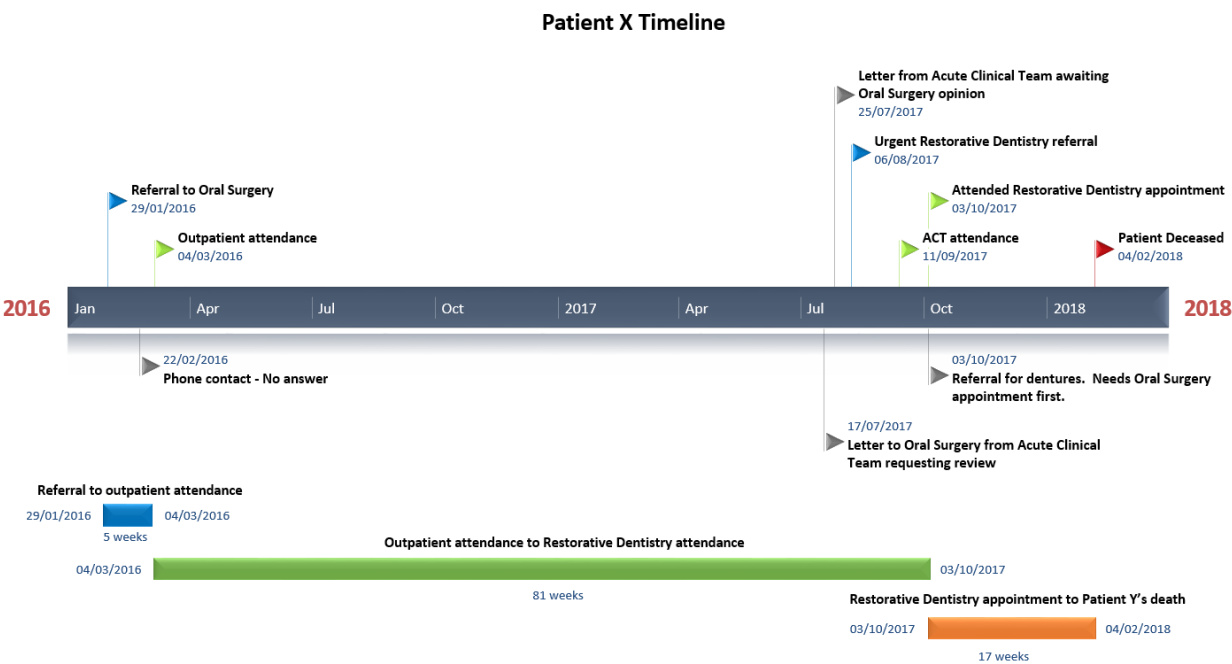 Patient X Timeline
Letter from Acute Clinical Team awaiting
Oral Surgery opinion
25/07/2017
Urgent Restorative Dentistry referral
06/08/2017
Referral to Oral Surgery
29/01/2016
Attended Restorative Dentistry appointment
03/10/2017
Outpatient attendance
04/03/2016
ACT attendance
11/09/2017
Patient Deceased
04/02/2018
2016 Jan Apr Jul Oct 2017 Apr Jul Oct 2018 2018
22/02/2016
Phone contact - No answer
03/10/2017
Referral for dentures.  Needs Oral Surgery
appointment first.
17/07/2017
Letter to Oral Surgery from Acute Clinical
Team requesting review
Referral to outpatient attendance
29/01/2016 04/03/2016
5 weeks
Outpatient attendance to Restorative Dentistry attendance
04/03/2016 03/10/2017
81 weeks
Restorative Dentistry appointment to Patient Y’s death
03/10/2017 04/02/2018
17 weeks